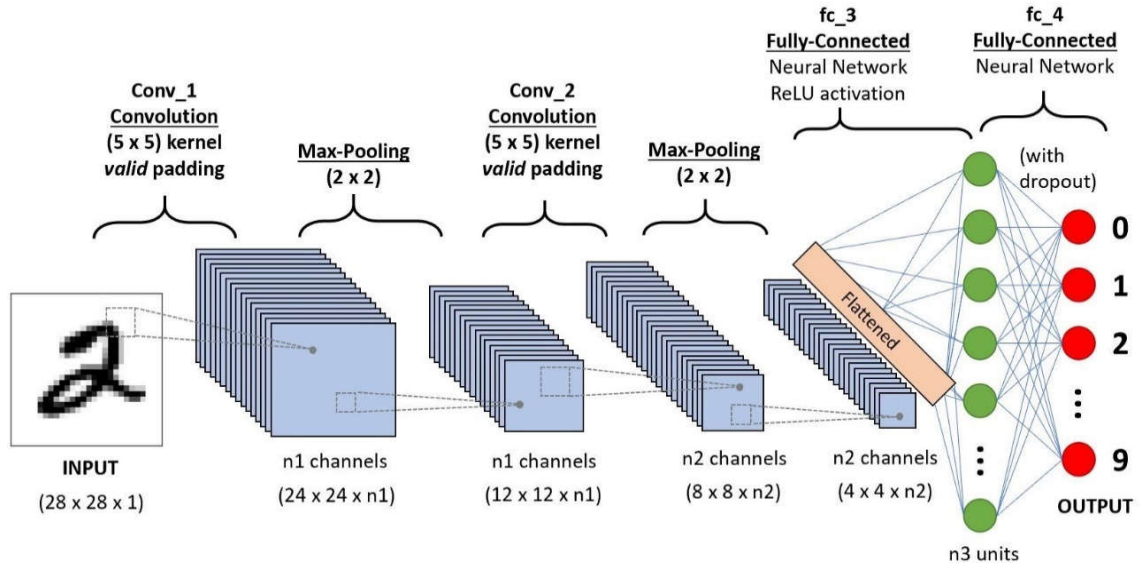 fc_3
Fully-Connected
Neural Network
ReLU activation
fc_4
Fully-Connected
Neural Network
Conv_1
Convolution
(5 x 5) kernel
valid padding
Max-Pooling
(2 x 2)
Conv_2
Convolution
(5 x 5) kernel
valid padding
Max-Pooling
(2 x 2)
(with
dropout)
0
1
2
9
Flattened
INPUT
(28 x 28 x 1)
n1 channels
(24 x 24 x n1)
n1 channels
(12 x 12 x n1)
n2 channels
(8 x 8 x n2)
n2 channels
(4 x 4 x n2)
OUTPUT
n3 units
2